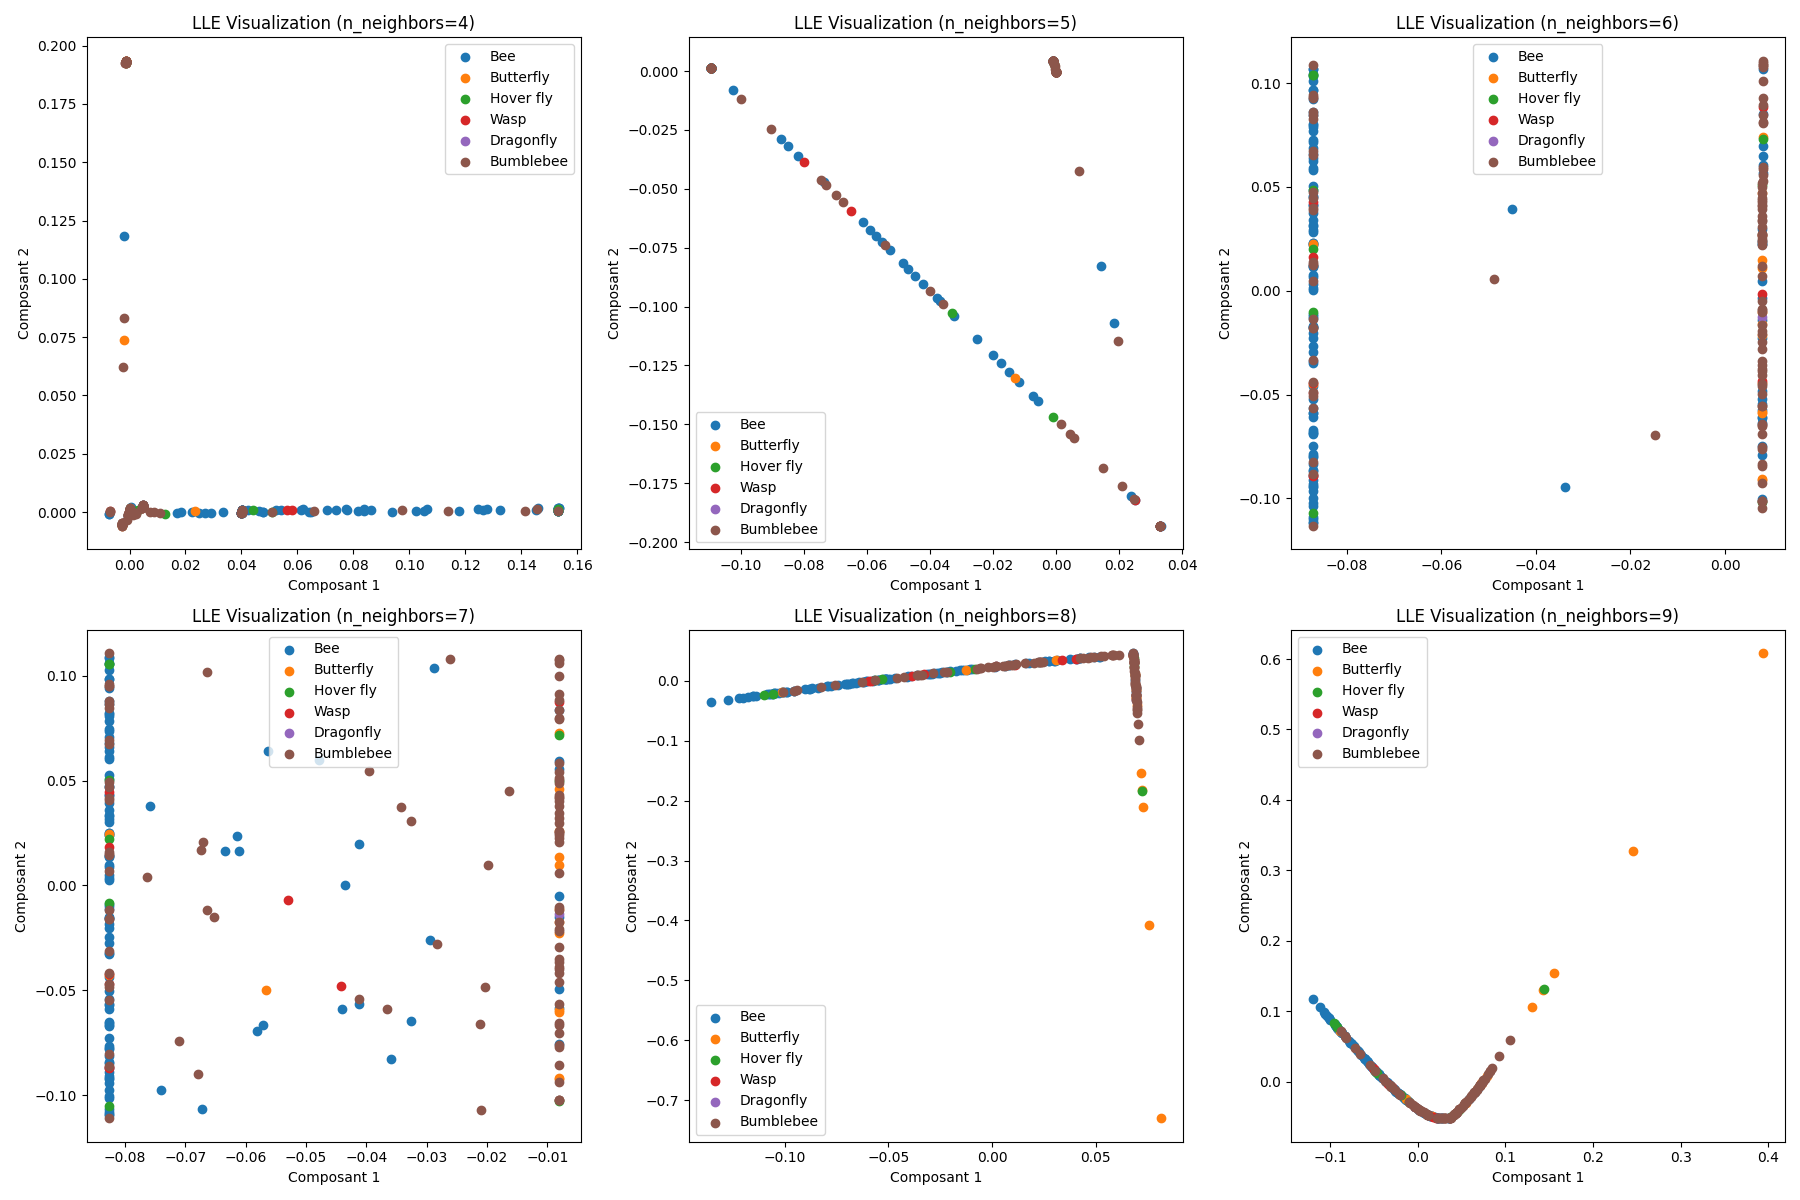 LLE Visualization (n_neighbors=4)
0.200
0.175
0.150
0.125
0.100
0.075
0.050
0.025
0.000
Composant 2
Bee
Butterfly
Hover fly
Wasp
Dragonfly
Bumblebee
0.00 0.02 0.04 0.06 0.08 0.10 0.12 0.14 0.16
Composant 1
LLE Visualization (n_neighbors=5)
0.000
−0.025
−0.050
−0.075
−0.100
−0.125
−0.150
−0.175
−0.200
Composant 2
Bee
Butterfly
Hover fly
Wasp
Dragonfly
Bumblebee
−0.10 −0.08 −0.06 −0.04 −0.02 0.00 0.02 0.04
Composant 1
LLE Visualization (n_neighbors=6)
0.10
0.05
0.00
−0.05
−0.10
Composant 2
Bee
Butterfly
Hover fly
Wasp
Dragonfly
Bumblebee
−0.08 −0.06 −0.04 −0.02 0.00
Composant 1
LLE Visualization (n_neighbors=7)
0.10
0.05
0.00
−0.05
−0.10
Composant 2
Bee
Butterfly
Hover fly
Wasp
Dragonfly
Bumblebee
−0.08 −0.07 −0.06 −0.05 −0.04 −0.03 −0.02 −0.01
Composant 1
LLE Visualization (n_neighbors=8)
0.0
−0.1
−0.2
−0.3
−0.4
−0.5
−0.6
−0.7
Composant 2
Bee
Butterfly
Hover fly
Wasp
Dragonfly
Bumblebee
−0.10 −0.05 0.00 0.05
Composant 1
LLE Visualization (n_neighbors=9)
0.6
0.5
0.4
0.3
0.2
0.1
0.0
Composant 2
Bee
Butterfly
Hover fly
Wasp
Dragonfly
Bumblebee
−0.1 0.0 0.1 0.2 0.3 0.4
Composant 1